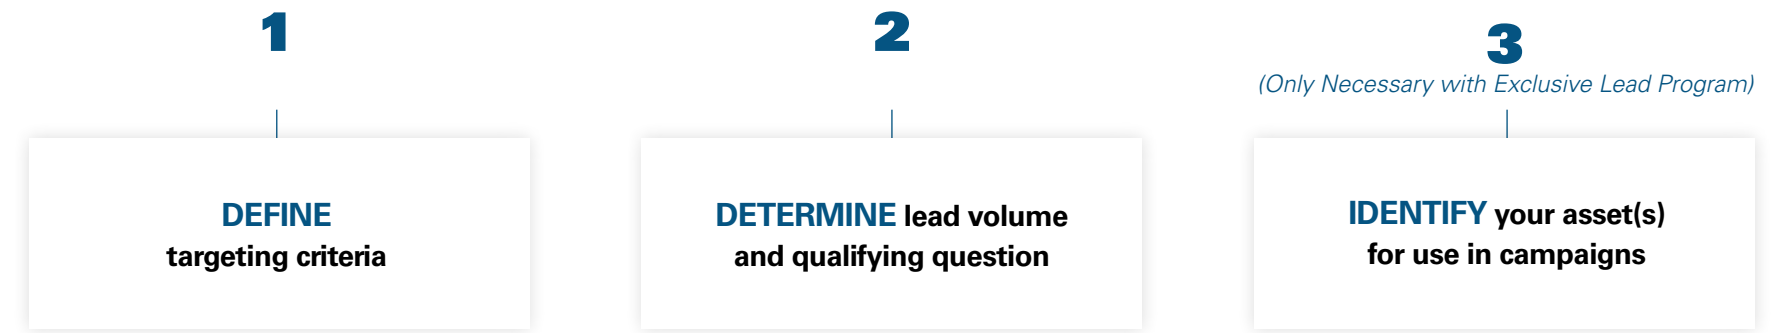 1
DEFINE
targeting criteria
2
DETERMINE lead volume
and qualifying question
3
(Only Necessary with Exclusive Lead Program)
IDENTIFY your asset(s)
for use in campaigns